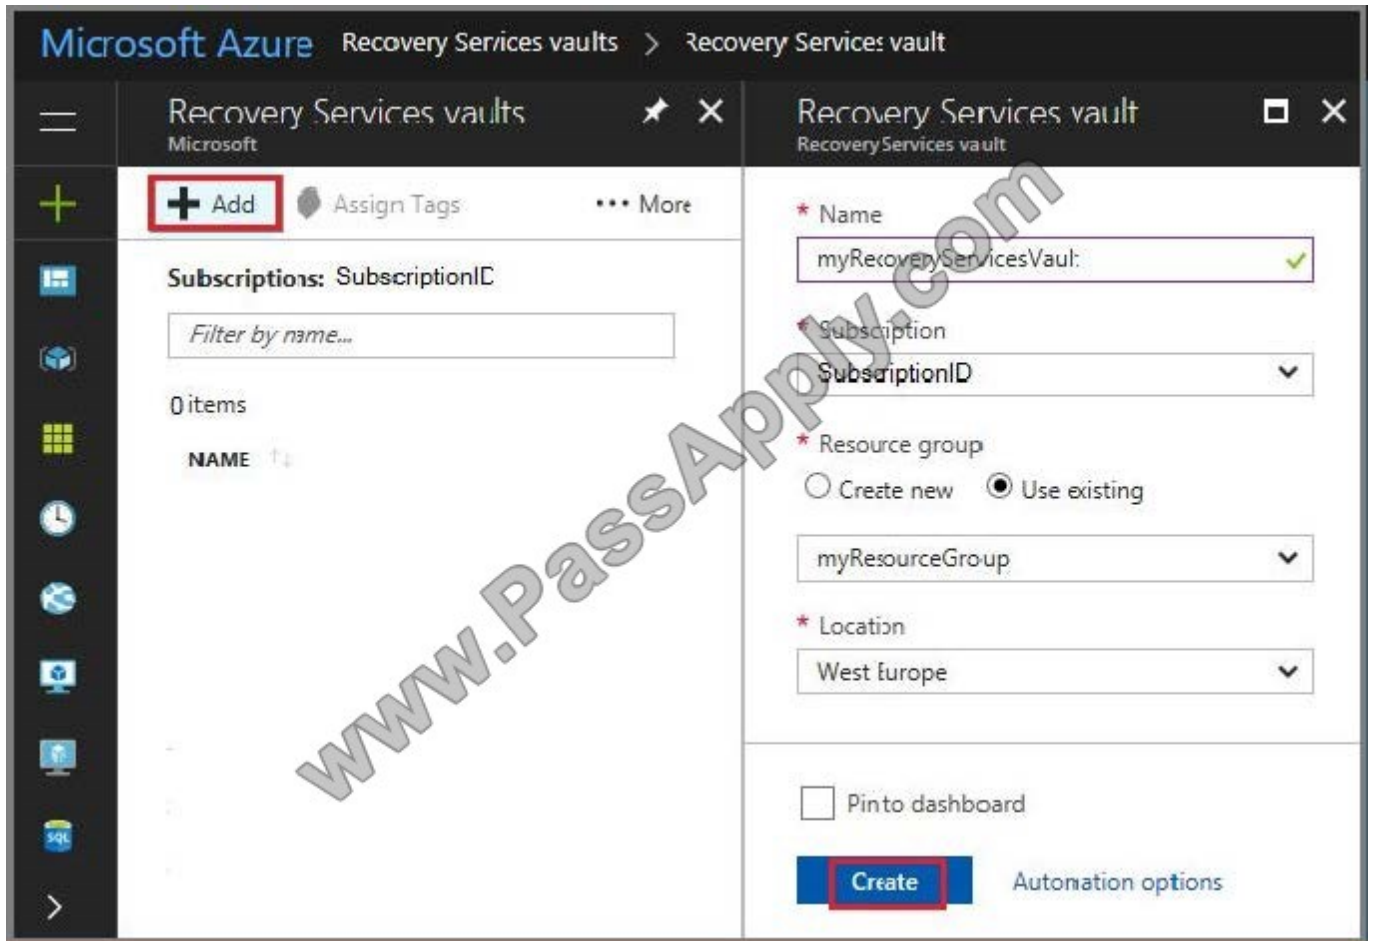 Microsoft Azure Recovery Services vaults > Recovery Services vault
Recovery Services vaults
Microsoft
Add
Assign Tags
More
Subscriptions: SubscriptionID
Filter by name...
0 items
NAME
Recovery Services vault
Recovery Services vault
* Name
myRecoveryServicesVault
* Subscription
SubscriptionID
* Resource group
Create new
Use existing
myResourceGroup
* Location
West Europe
Pin to dashboard
Create
Automation options
SQL
www.PassApply.com